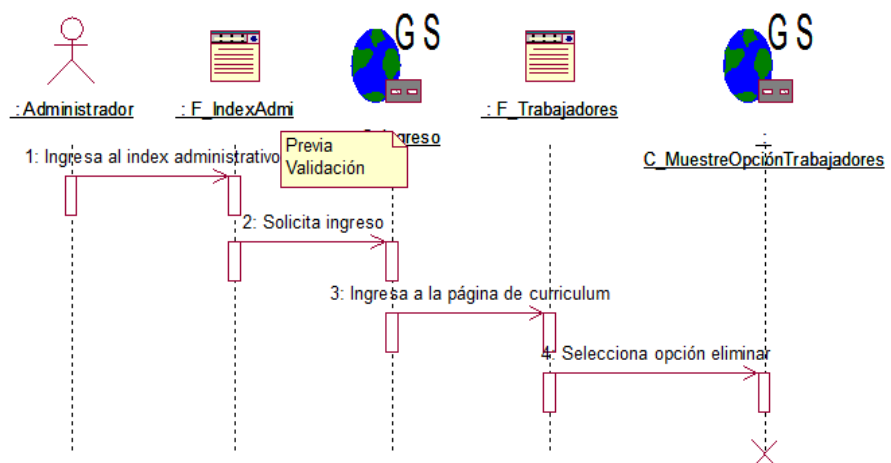 G S
G S
: Administrador
: F_IndexAdmi
: F_Trabajadores
:
C_MuestreOpciónTrabajadores
Previa
Validación
1: Ingresa al index administrativo
2: Solicita ingreso
3: Ingresa a la página de curriculum
4: Selecciona opción eliminar